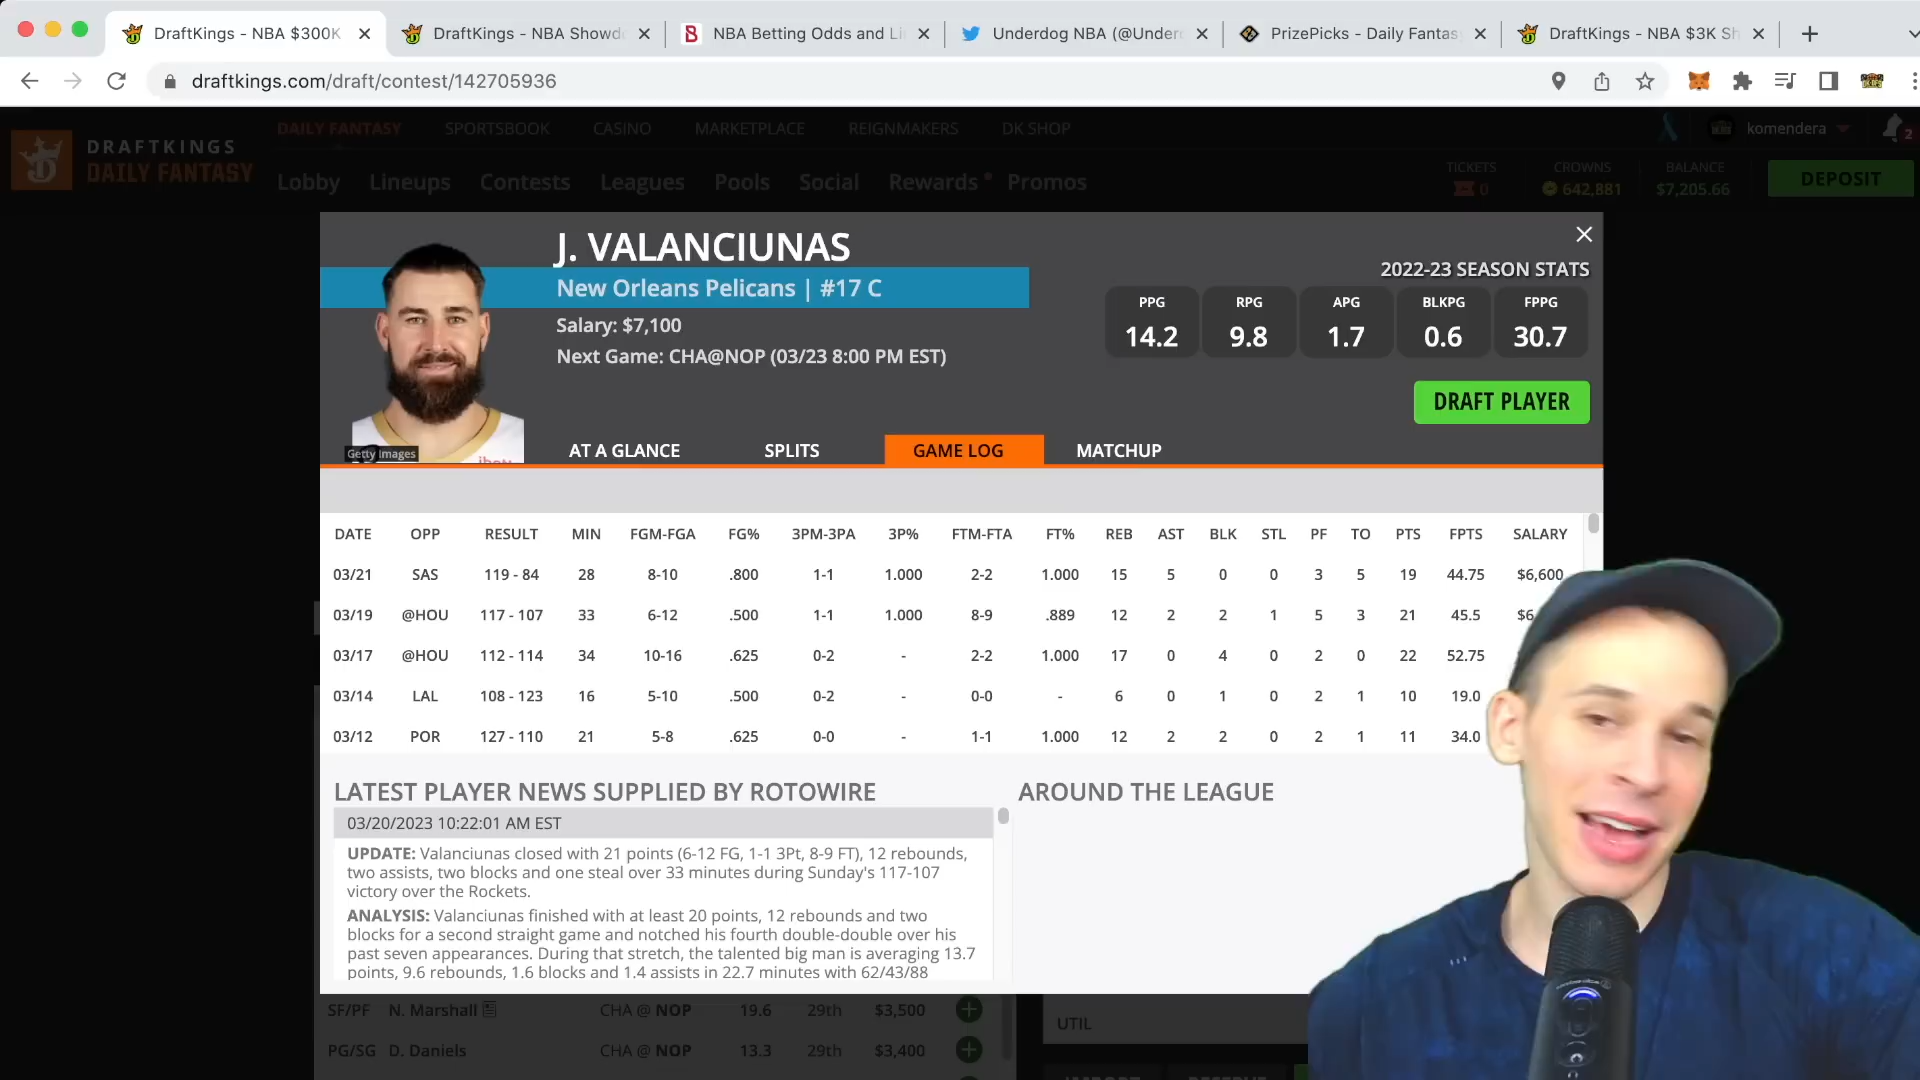 DraftKings - NBA $300K
DraftKings - NBA Showd
NBA Betting Odds and Li
Underdog NBA (@Under
PrizePicks - Daily Fantas
DraftKings - NBA $3K Sh
draftkings.com/draft/contest/142705936
DRAFTKINGS
DAILY FANTASY
DAILY FANTASY SPORTSBOOK CASINO MARKETPLACE REIGNMAKERS DK SHOP
komendera
2
Lobby Lineups Contests Leagues Pools Social Rewards Promos
TICKETS
0
CROWNS
642,881
BALANCE
$7,205.66
DEPOSIT
J. VALANCIUNAS
New Orleans Pelicans | #17 C
Salary: $7,100
Next Game: CHA@NOP (03/23 8:00 PM EST)
Getty Images
2022-23 SEASON STATS
PPG RPG APG BLKPG FPPG
14.2 9.8 1.7 0.6 30.7
DRAFT PLAYER
AT A GLANCE SPLITS GAME LOG MATCHUP
DATE OPP RESULT MIN FGM-FGA FG% 3PM-3PA 3P% FTM-FTA FT% REB AST BLK STL PF TO PTS FPTS SALARY
03/21 SAS 119 - 84 28 8-10 .800 1-1 1.000 2-2 1.000 15 5 0 0 3 5 19 44.75 $6,600
03/19 @HOU 117 - 107 33 6-12 .500 1-1 1.000 8-9 .889 12 2 2 1 5 3 21 45.5 $6
03/17 @HOU 112 - 114 34 10-16 .625 0-2 - 2-2 1.000 17 0 4 0 2 0 22 52.75
03/14 LAL 108 - 123 16 5-10 .500 0-2 - 0-0 - 6 0 1 0 2 1 10 19.0
03/12 POR 127 - 110 21 5-8 .625 0-0 - 1-1 1.000 12 2 2 0 2 1 11 34.0
LATEST PLAYER NEWS SUPPLIED BY ROTOWIRE
03/20/2023 10:22:01 AM EST
UPDATE: Valanciunas closed with 21 points (6-12 FG, 1-1 3Pt, 8-9 FT), 12 rebounds,
two assists, two blocks and one steal over 33 minutes during Sunday's 117-107
victory over the Rockets.
ANALYSIS: Valanciunas finished with at least 20 points, 12 rebounds and two
blocks for a second straight game and notched his fourth double-double over his
past seven appearances. During that stretch, the talented big man is averaging 13.7
points, 9.6 rebounds, 1.6 blocks and 1.4 assists in 22.7 minutes with 62/43/88
AROUND THE LEAGUE
SF/PF N. Marshall CHA @ NOP 19.6 29th $3,500
PG/SG D. Daniels CHA @ NOP 13.3 29th $3,400
UTIL